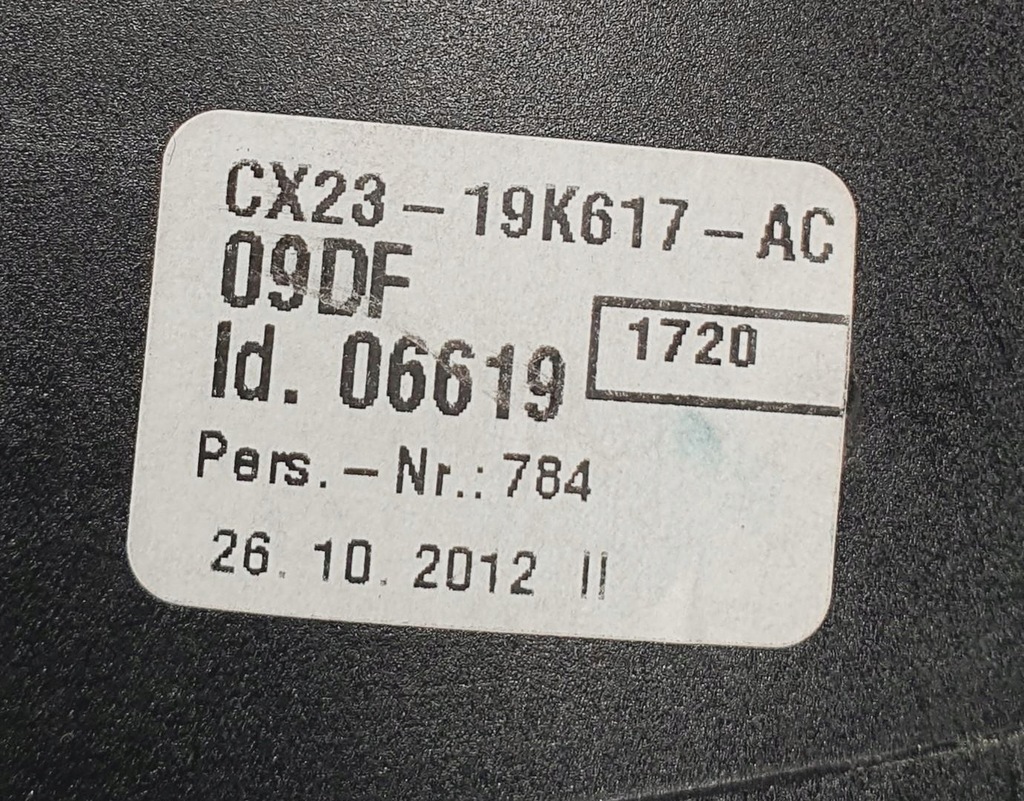 CX23-19K617-AC
09DF
1720
Id. 06619
Pers.-Nr.:784
26.10.2012 II